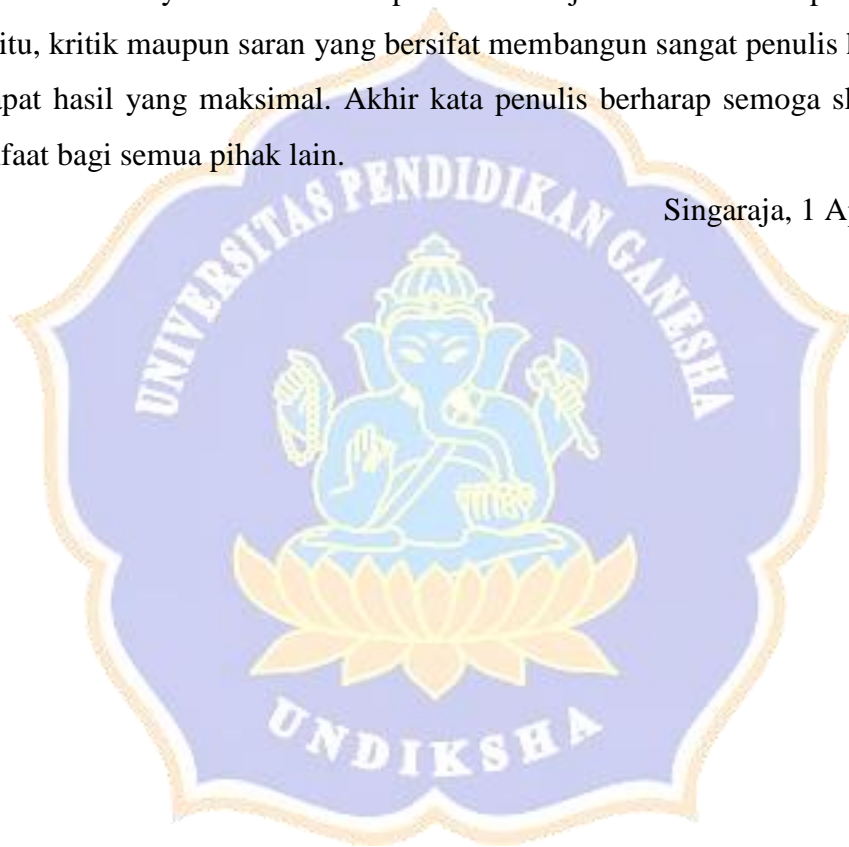 itu, kritik maupun saran yang bersifat membangun sangat penulis
apat hasil yang maksimal. Akhir kata penulis berharap semoga
faat bagi semua pihak lain.
Singaraja, 1
UNIVERSITAS PENDIDIKAN GANESHA
UNDIKSHA